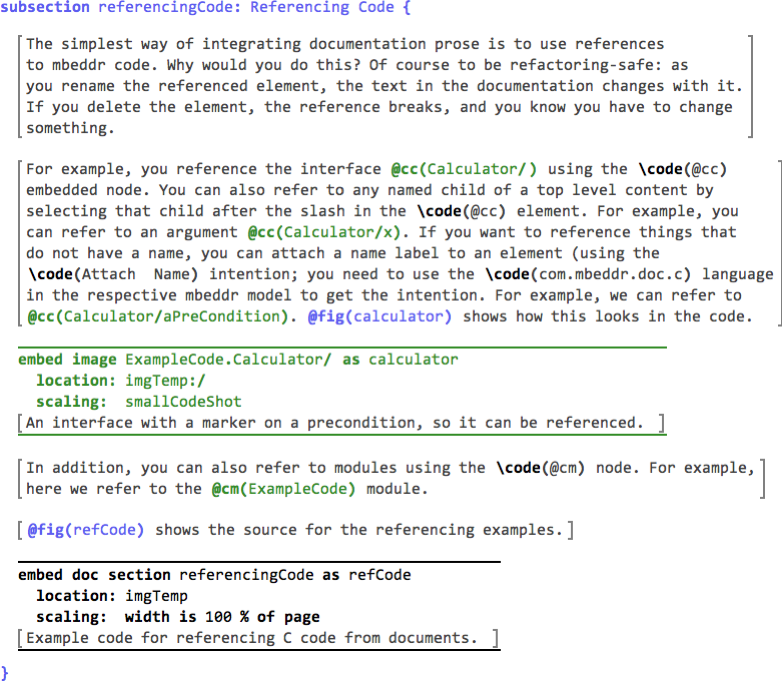 subsection referencingCode: Referencing Code {
The simplest way of integrating documentation prose is to use references
to mbeddr code. Why would you do this? Of course to be refactoring-safe: as
you rename the referenced element, the text in the documentation changes with it.
If you delete the element, the reference breaks, and you know you have to change
something.
For example, you reference the interface @cc(Calculator/) using the \code(@cc)
embedded node. You can also refer to any named child of a top level content by
selecting that child after the slash in the \code(@cc) element. For example, you
can refer to an argument @cc(Calculator/x). If you want to reference things that
do not have a name, you can attach a name label to an element (using the
\code(Attach  Name) intention; you need to use the \code(com.mbeddr.doc.c) language
in the respective mbeddr model to get the intention. For example, we can refer to
@cc(Calculator/aPreCondition). @fig(calculator) shows how this looks in the code.
embed image ExampleCode.Calculator/ as calculator
location: imgTemp:/
scaling:  smallCodeShot
[An interface with a marker on a precondition, so it can be referenced.  ]
In addition, you can also refer to modules using the \code(@cm) node. For example,
here we refer to the @cm(ExampleCode) module.
[@fig(refCode) shows the source for the referencing examples.]
embed doc section referencingCode as refCode
location: imgTemp
scaling:  width is 100 % of page
[Example code for referencing C code from documents.  ]
}